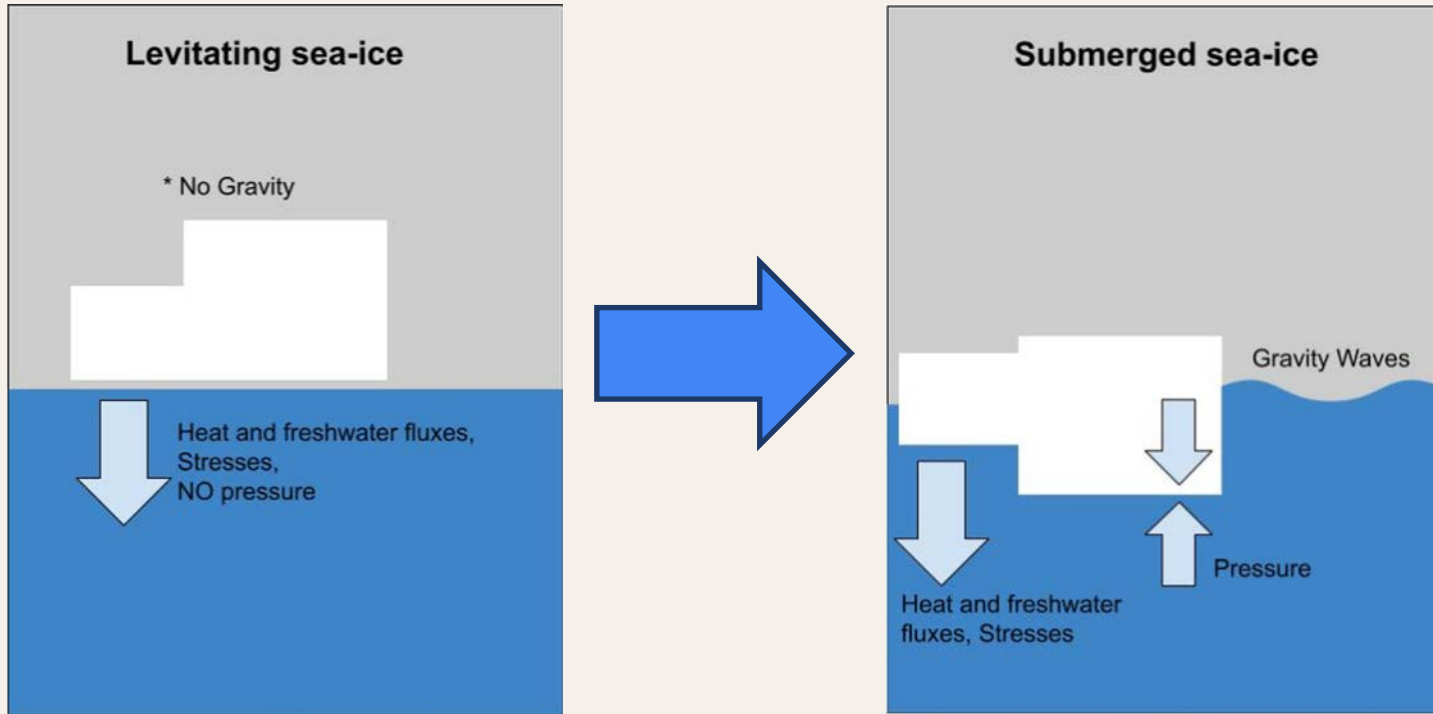 Levitating sea-ice
* No Gravity
Heat and freshwater fluxes,
Stresses,
NO pressure
Submerged sea-ice
Gravity Waves
Pressure
Heat and freshwater
fluxes, Stresses